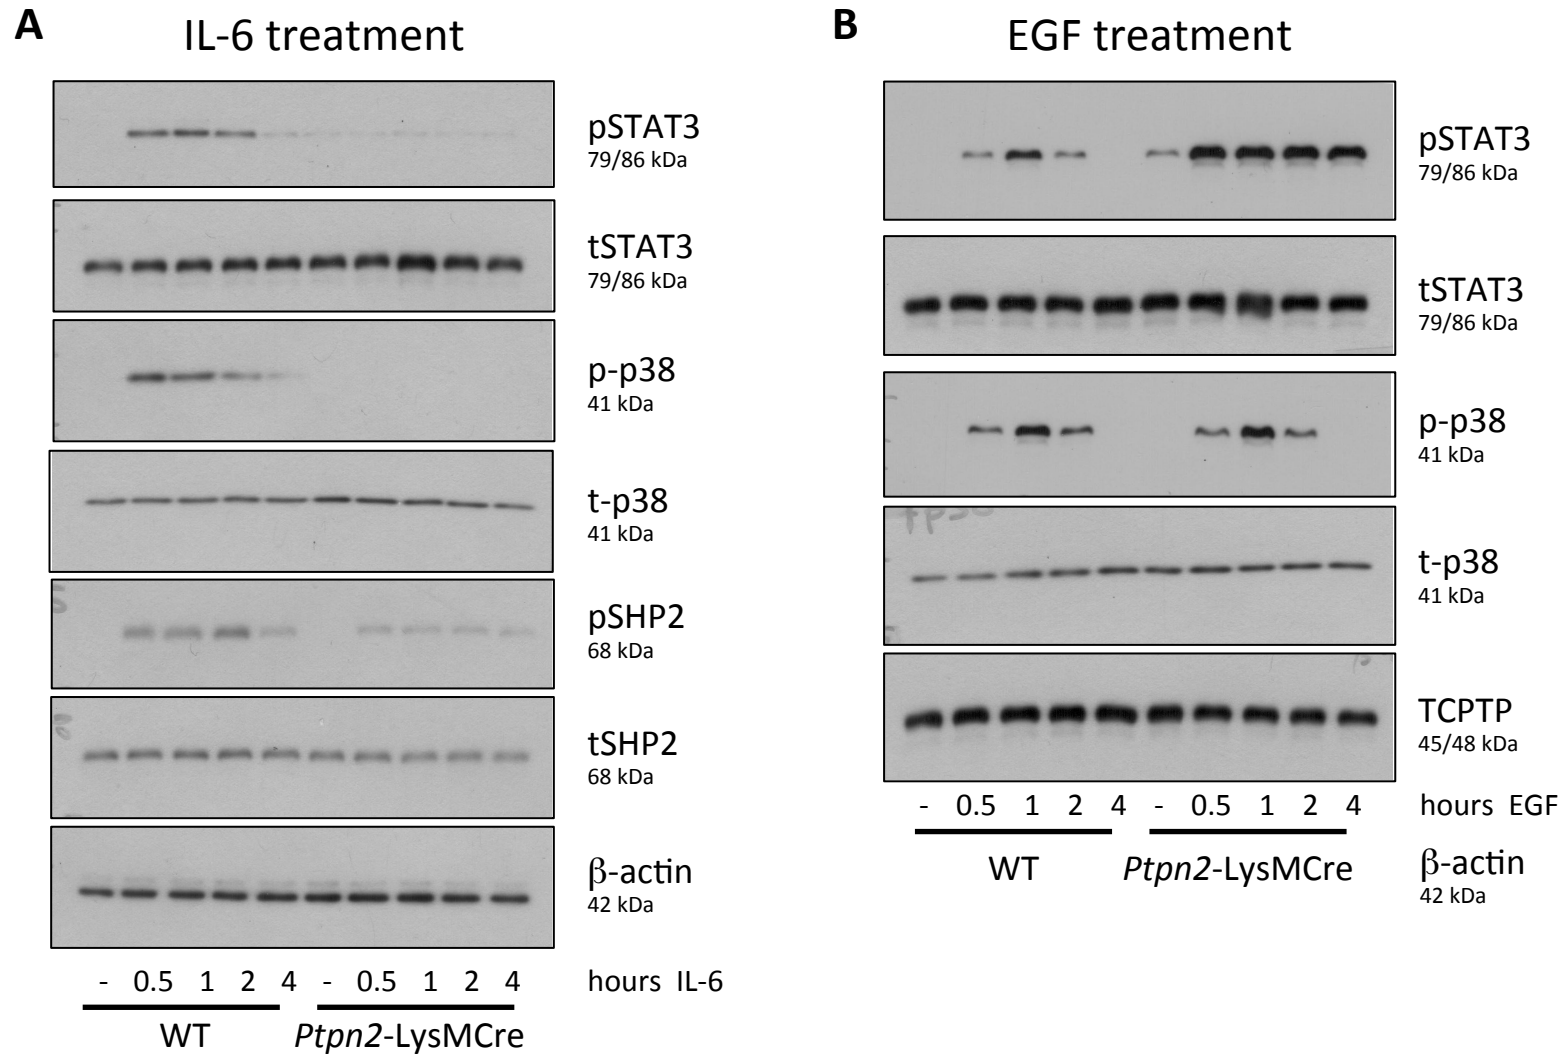 A
IL-6 treatment
pSTAT3
79/86 kDa
tSTAT3
79/86 kDa
p-p38
41 kDa
t-p38
41 kDa
pSHP2
68 kDa
tSHP2
68 kDa
β-actin
42 kDa
- 0.5 1 2 4 - 0.5 1 2 4 hours IL-6
WT Ptpn2-LysMCre
B
EGF treatment
pSTAT3
79/86 kDa
tSTAT3
79/86 kDa
p-p38
41 kDa
t-p38
41 kDa
TCPTP
45/48 kDa
- 0.5 1 2 4 - 0.5 1 2 4 hours EGF
WT Ptpn2-LysMCre β-actin
42 kDa